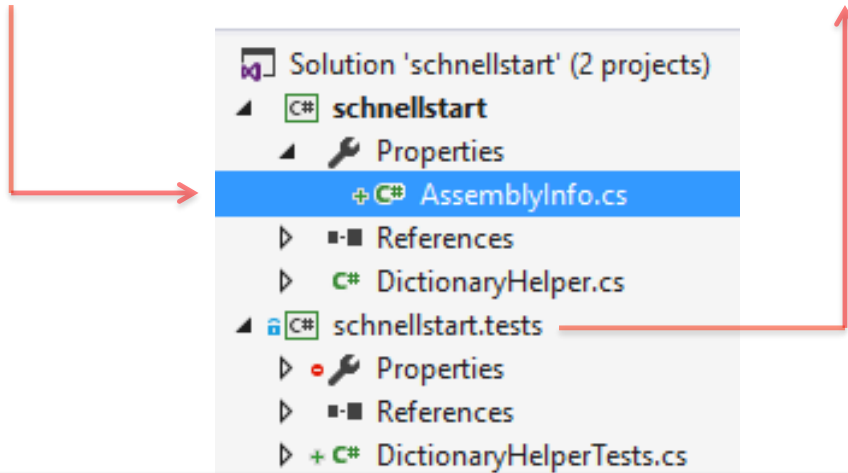 Solution 'schnellstart' (2 projects)
C# schnellstart
Properties
C# AssemblyInfo.cs
References
C# DictionaryHelper.cs
C# schnellstart.tests
Properties
References
C# DictionaryHelperTests.cs